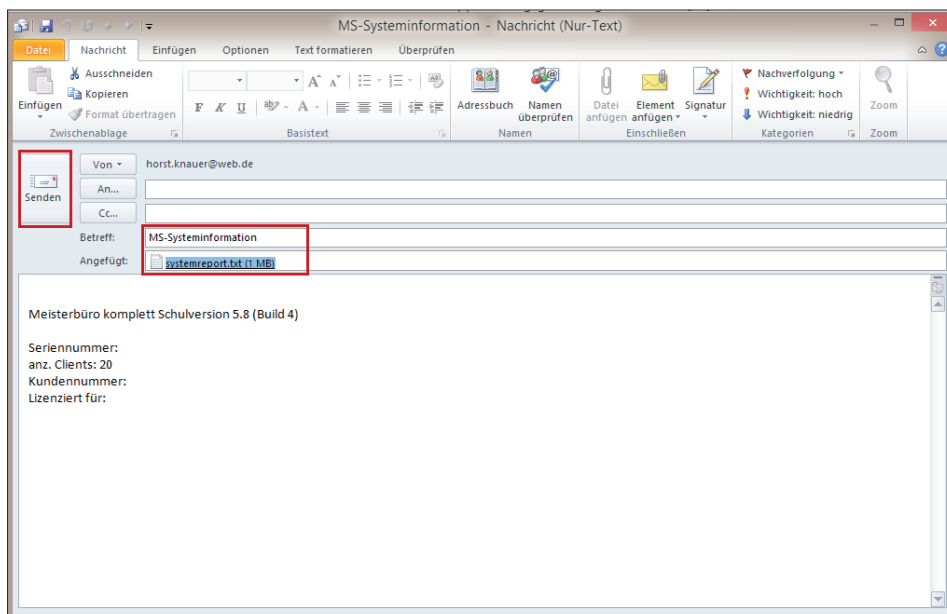 MS-Systeminformation - Nachricht (Nur-Text)
Datei Nachricht Einfügen Optionen Text formatieren Überprüfen
Einfügen
Ausschneiden
Kopieren
Format übertragen
Zwischenablage
F K U
Basistext
Adressbuch
Namen überprüfen
Namen
Datei anfügen
Element anfügen
Signatur
Einschließen
Nachverfolgung
Wichtigkeit: hoch
Wichtigkeit: niedrig
Kategorien
Zoom
Zoom
Senden
Von horst.knauer@web.de
An...
Cc...
Betreff: MS-Systeminformation
Angefügt: systemreport.txt (1 MB)
Meisterbüro komplett Schulversion 5.8 (Build 4)
Seriennummer:
anz. Clients: 20
Kundennummer:
Lizenziert für: